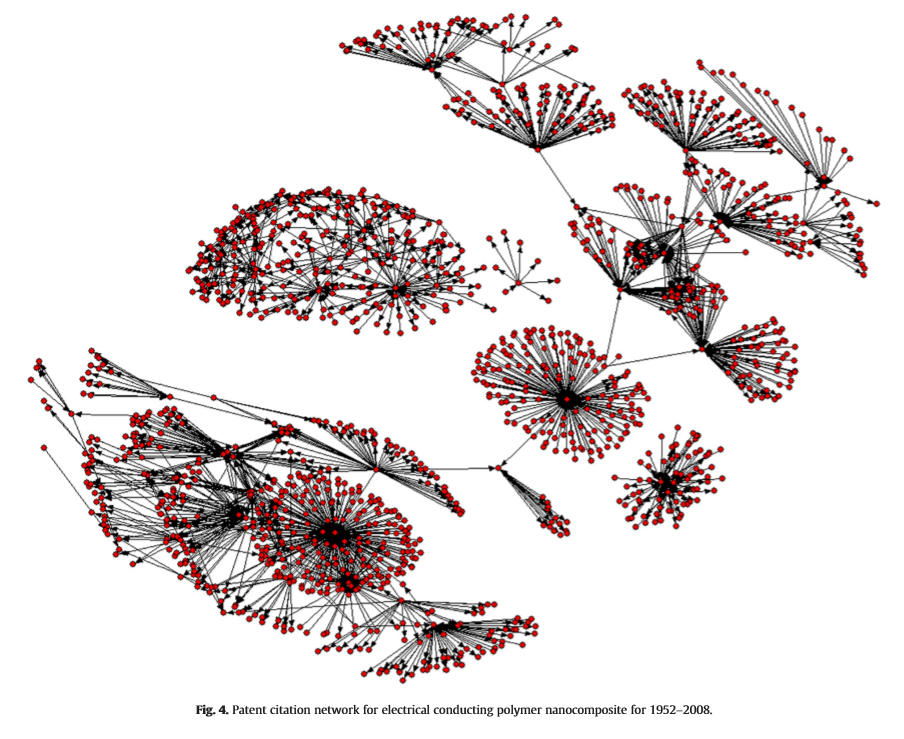 Fig. 4. Patent citation network for electrical conducting polymer nanocomposite for 1952–2008.